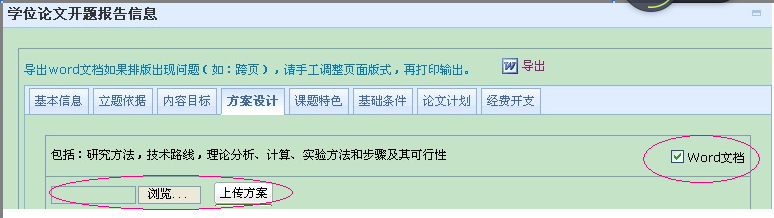 学位论文开题报告信息
导出word文档如果排版出现问题（如：跨页），请手工调整页面版式，再打印输出。 导出
基本信息 立题依据 内容目标 方案设计 课题特色 基础条件 论文计划 经费开支
包括：研究方法，技术路线，理论分析、计算、实验方法和步骤及其可行性 Word文档
浏览... 上传方案